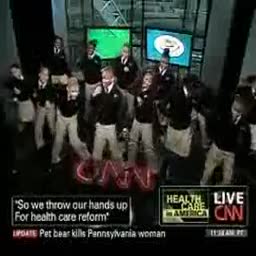 CNN
"So we throw our hands up
For health care reform"
HEALTH
CARE
in AMERICA
LIVE
CNN
UPDATE Pet bear kills Pennsylvania woman